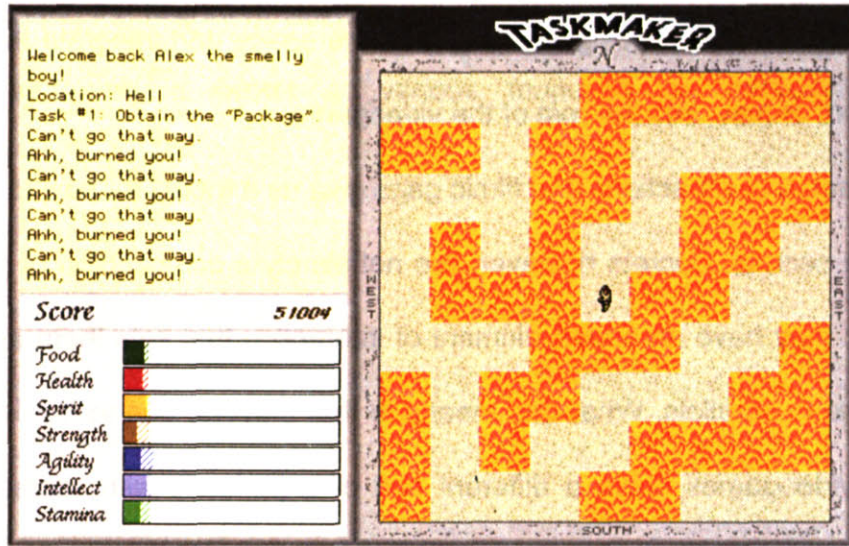 TASKMAKER
N
Welcome back Alex the smelly
boy!
Location: Hell
Task #1: Obtain the "Package".
Can't go that way.
Ahh, burned you!
Can't go that way.
Ahh, burned you!
Can't go that way.
Ahh, burned you!
Can't go that way.
Ahh, burned you!
Score 51004
Food
Health
Spirit
Strength
Agility
Intellect
Stamina
WEST
EAST
SOUTH